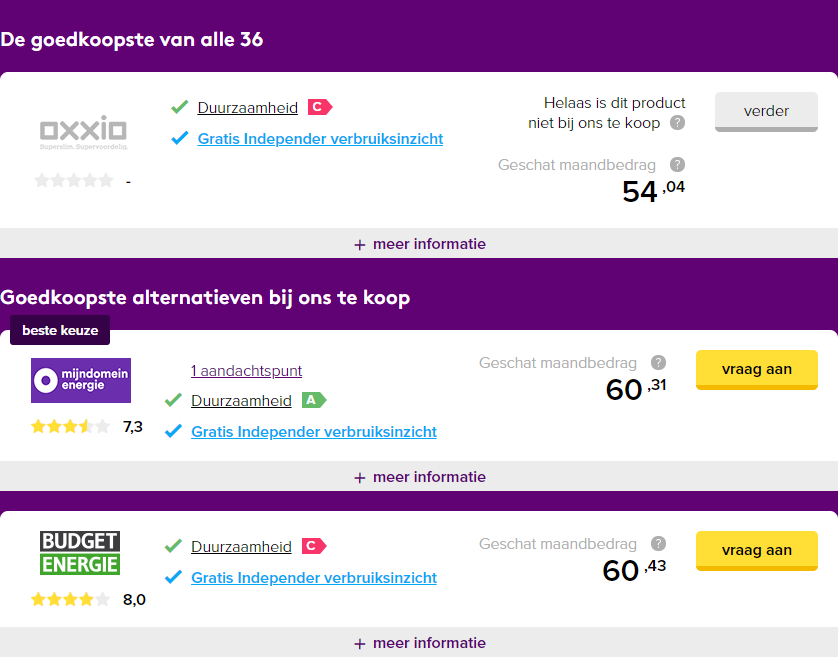 De goedkoopste van alle 36
oxxio
Superslim. Supervoordelig.
-
Duurzaamheid C
Gratis Independer verbruiksinzicht
Helaas is dit product
niet bij ons te koop ?
Geschat maandbedrag ?
54 ,04
verder
+ meer informatie
Goedkoopste alternatieven bij ons te koop
beste keuze
mijndomein
energie
7,3
1 aandachtspunt
Duurzaamheid A
Gratis Independer verbruiksinzicht
Geschat maandbedrag ?
60 ,31
vraag aan
+ meer informatie
BUDGET
ENERGIE
8,0
Duurzaamheid C
Gratis Independer verbruiksinzicht
Geschat maandbedrag ?
60 ,43
vraag aan
+ meer informatie